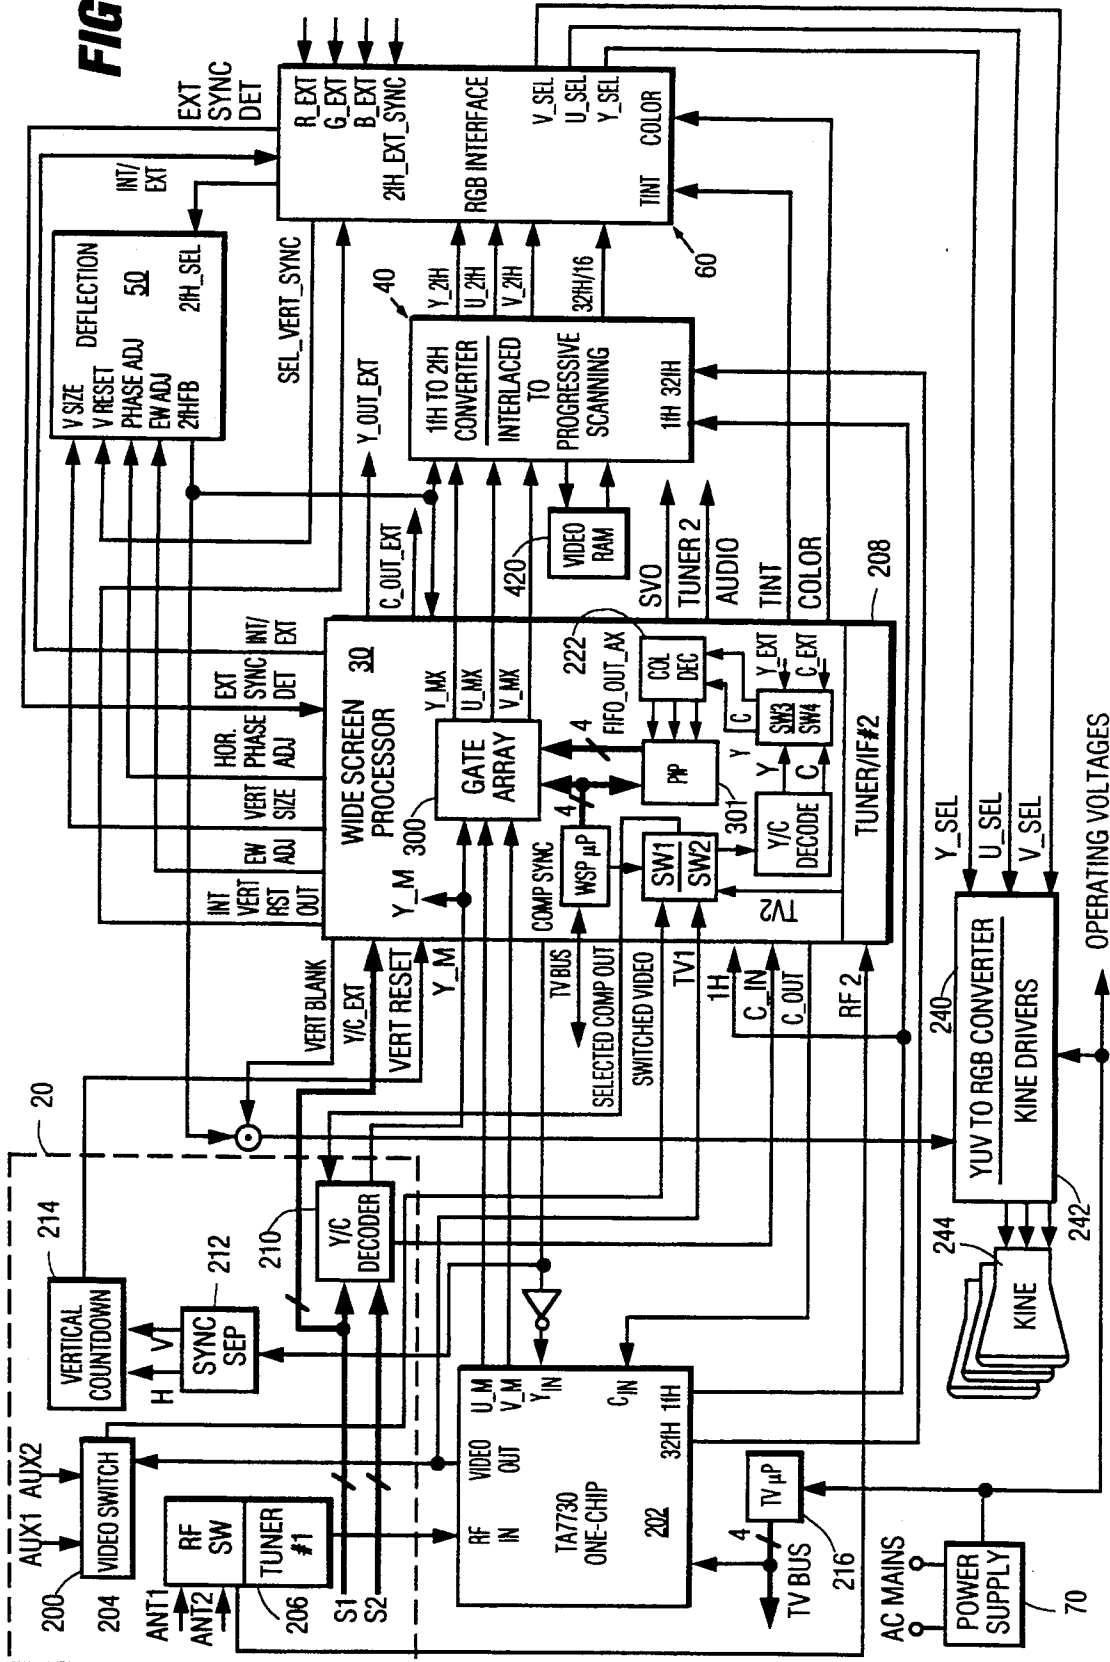 FIG
EXT
SYNC
DET
R_EXT
G_EXT
B_EXT
2fH_EXT_SYNC
RGB INTERFACE
V_SEL
U_SEL
Y_SEL
TINT
COLOR
60
INT/
EXT
DEFLECTION
50
V SIZE
V RESET
PHASE ADJ
EW ADJ
2fHFB
2fH_SEL
SEL_VERT_SYNC
Y_2fH
U_2fH
V_2fH
32fH/16
40
1fH TO 2fH
CONVERTER
INTERLACED
TO
PROGRESSIVE
SCANNING
1fH 32fH
Y_OUT_EXT
C_OUT_EXT
VIDEO
RAM
420
SVO
TUNER 2
AUDIO
TINT
COLOR
208
INT
VERT
RST
OUT
EW
ADJ
VERT
SIZE
HOR.
PHASE
ADJ
EXT
SYNC
DET
INT/
EXT
WIDE SCREEN
PROCESSOR
30
Y_MX
U_MX
V_MX
GATE
ARRAY
300
FIFO_OUT_AX
222
COL
DEC
4
PIP
301
4
WSP µP
COMP SYNC
SW1
SW2
Y
C
SW3
SW4
Y_EXT
C_EXT
Y
C
Y/C
DECODE
TV2
TUNER/IF#2
Y_M
VERT BLANK
Y/C_EXT
VERT RESET
Y_M
TV BUS
SELECTED COMP OUT
SWITCHED VIDEO
TV1
1H
C_IN
C_OUT
RF 2
20
214
VERTICAL
COUNTDOWN
H
V
212
SYNC
SEP
210
Y/C
DECODER
AUX1
AUX2
VIDEO SWITCH
200
204
RF
SW
TUNER
#1
206
ANT1
ANT2
S1
S2
U_M
V_M
YIN
CIN
VIDEO
OUT
RF
IN
TA7730
ONE-CHIP
202
32fH 1fH
TV µP
216
4
TV BUS
AC MAINS
POWER
SUPPLY
70
Y_SEL
U_SEL
V_SEL
240
YUV TO RGB CONVERTER
KINE DRIVERS
242
244
KINE
OPERATING VOLTAGES